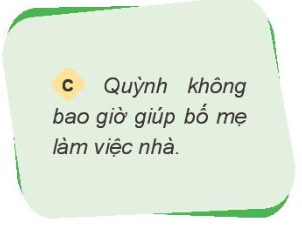 C Quỳnh không
bao giờ giúp bố mẹ
làm việc nhà.